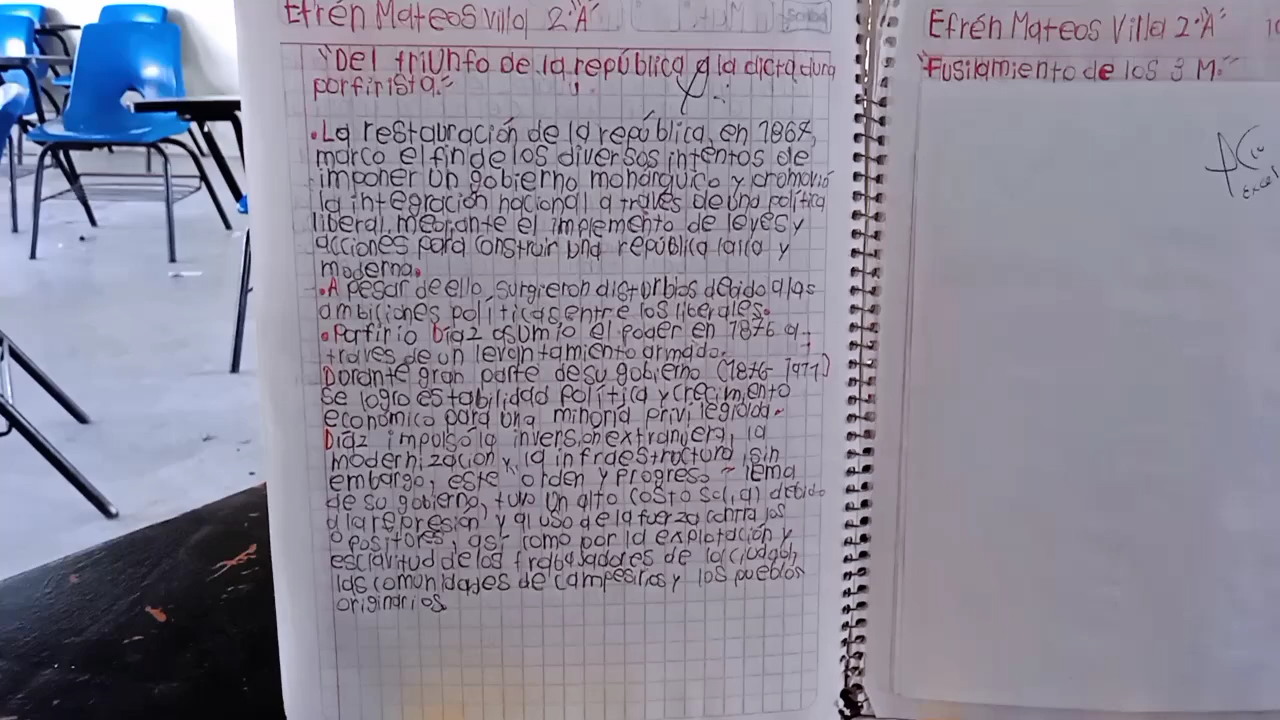 Efrén Mateos Villa 2°"A"
"Del triunfo de la república a la dictadura
porfirista."
•La restauración de la república, en 1867,
marco el fin de los diversos intentos de
imponer un gobierno monárquico y promovió
la integración nacional a través de una política
liberal, mediante el implemento de leyes y
acciones para construir una república laica y
moderna.
•A pesar de ello, surgieron disturbios debido a las
ambiciones políticas entre los liberales.
•Porfirio Díaz asumio el poder en 1876 a
traves de un levantamiento armado.
Durante gran parte de su gobierno (1876-1911)
se logro estabilidad política y crecimiento
económico para una minoría privilegiada.
Díaz impulsó la inversion extranjera, la
modernización y la infraestructura, sin
embargo, este orden y progreso - lema
de su gobierno, tuvo un alto costo social debido
a la represión y al uso de la fuerza contra los
opositores, así como por la explotación y
esclavitud de los trabajadores de la ciudad,
las comunidades de campesinos y los pueblos
originarios
Efrén Mateos Villa 2°"A"
"Fusilamiento de los 3 M."